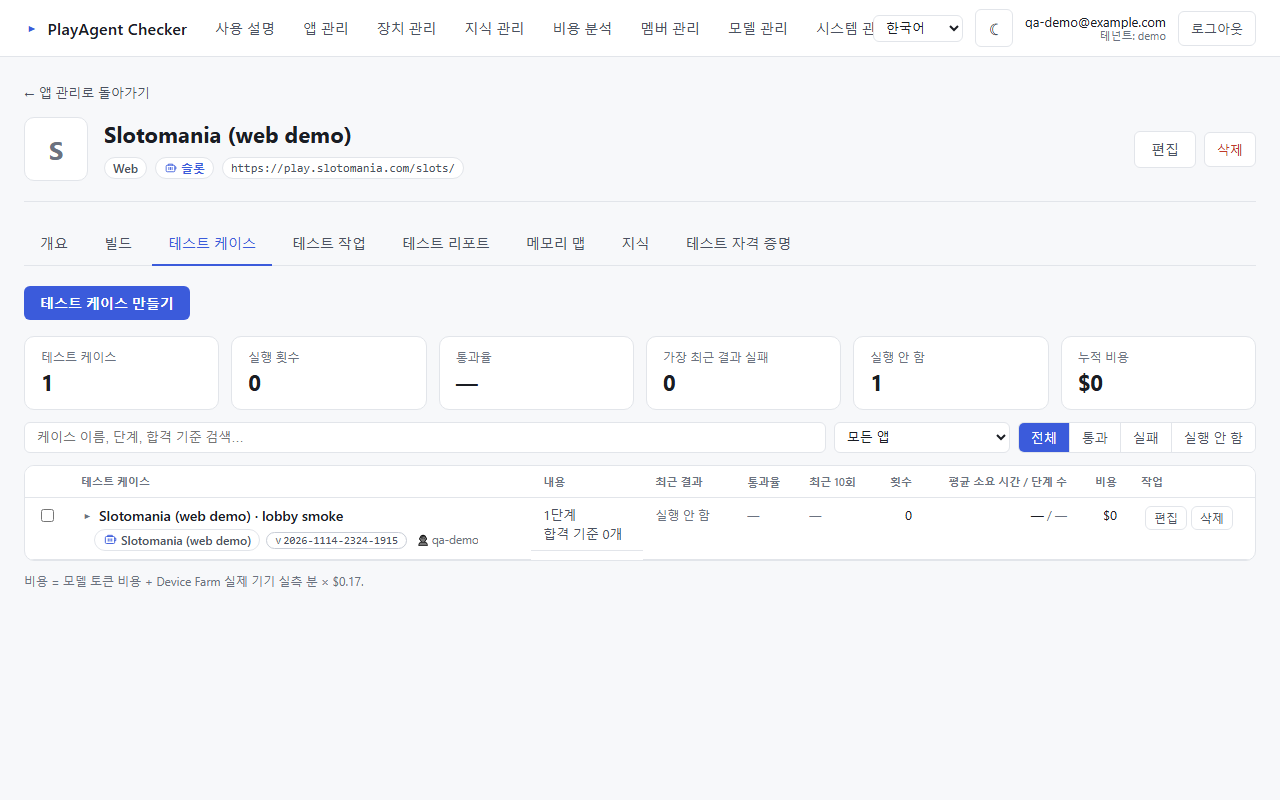 PlayAgent Checker 사용 설명 앱 관리 장치 관리 지식 관리 비용 분석 멤버 관리 모델 관리 시스템 관 한국어 qa-demo@example.com 로그아웃
테넌트: demo
← 앱 관리로 돌아가기
S
Slotomania (web demo)
Web 슬롯 https://play.slotomania.com/slots/
편집 삭제
개요 빌드 테스트 케이스 테스트 작업 테스트 리포트 메모리 맵 지식 테스트 자격 증명
테스트 케이스 만들기
테스트 케이스 실행 횟수 통과율 가장 최근 결과 실패 실행 안 함 누적 비용
1 0 — 0 1 $0
케이스 이름, 단계, 합격 기준 검색... 모든 앱 전체 통과 실패 실행 안 함
테스트 케이스 내용 최근 결과 통과율 최근 10회 횟수 평균 소요 시간 / 단계 수 비용 작업
▸ Slotomania (web demo) · lobby smoke 1단계 실행 안 함 — — 0 — / — $0 편집 삭제
Slotomania (web demo) v2026-1114-2324-1915 qa-demo 합격 기준 0개
비용 = 모델 토큰 비용 + Device Farm 실제 기기 실측 분 × $0.17.